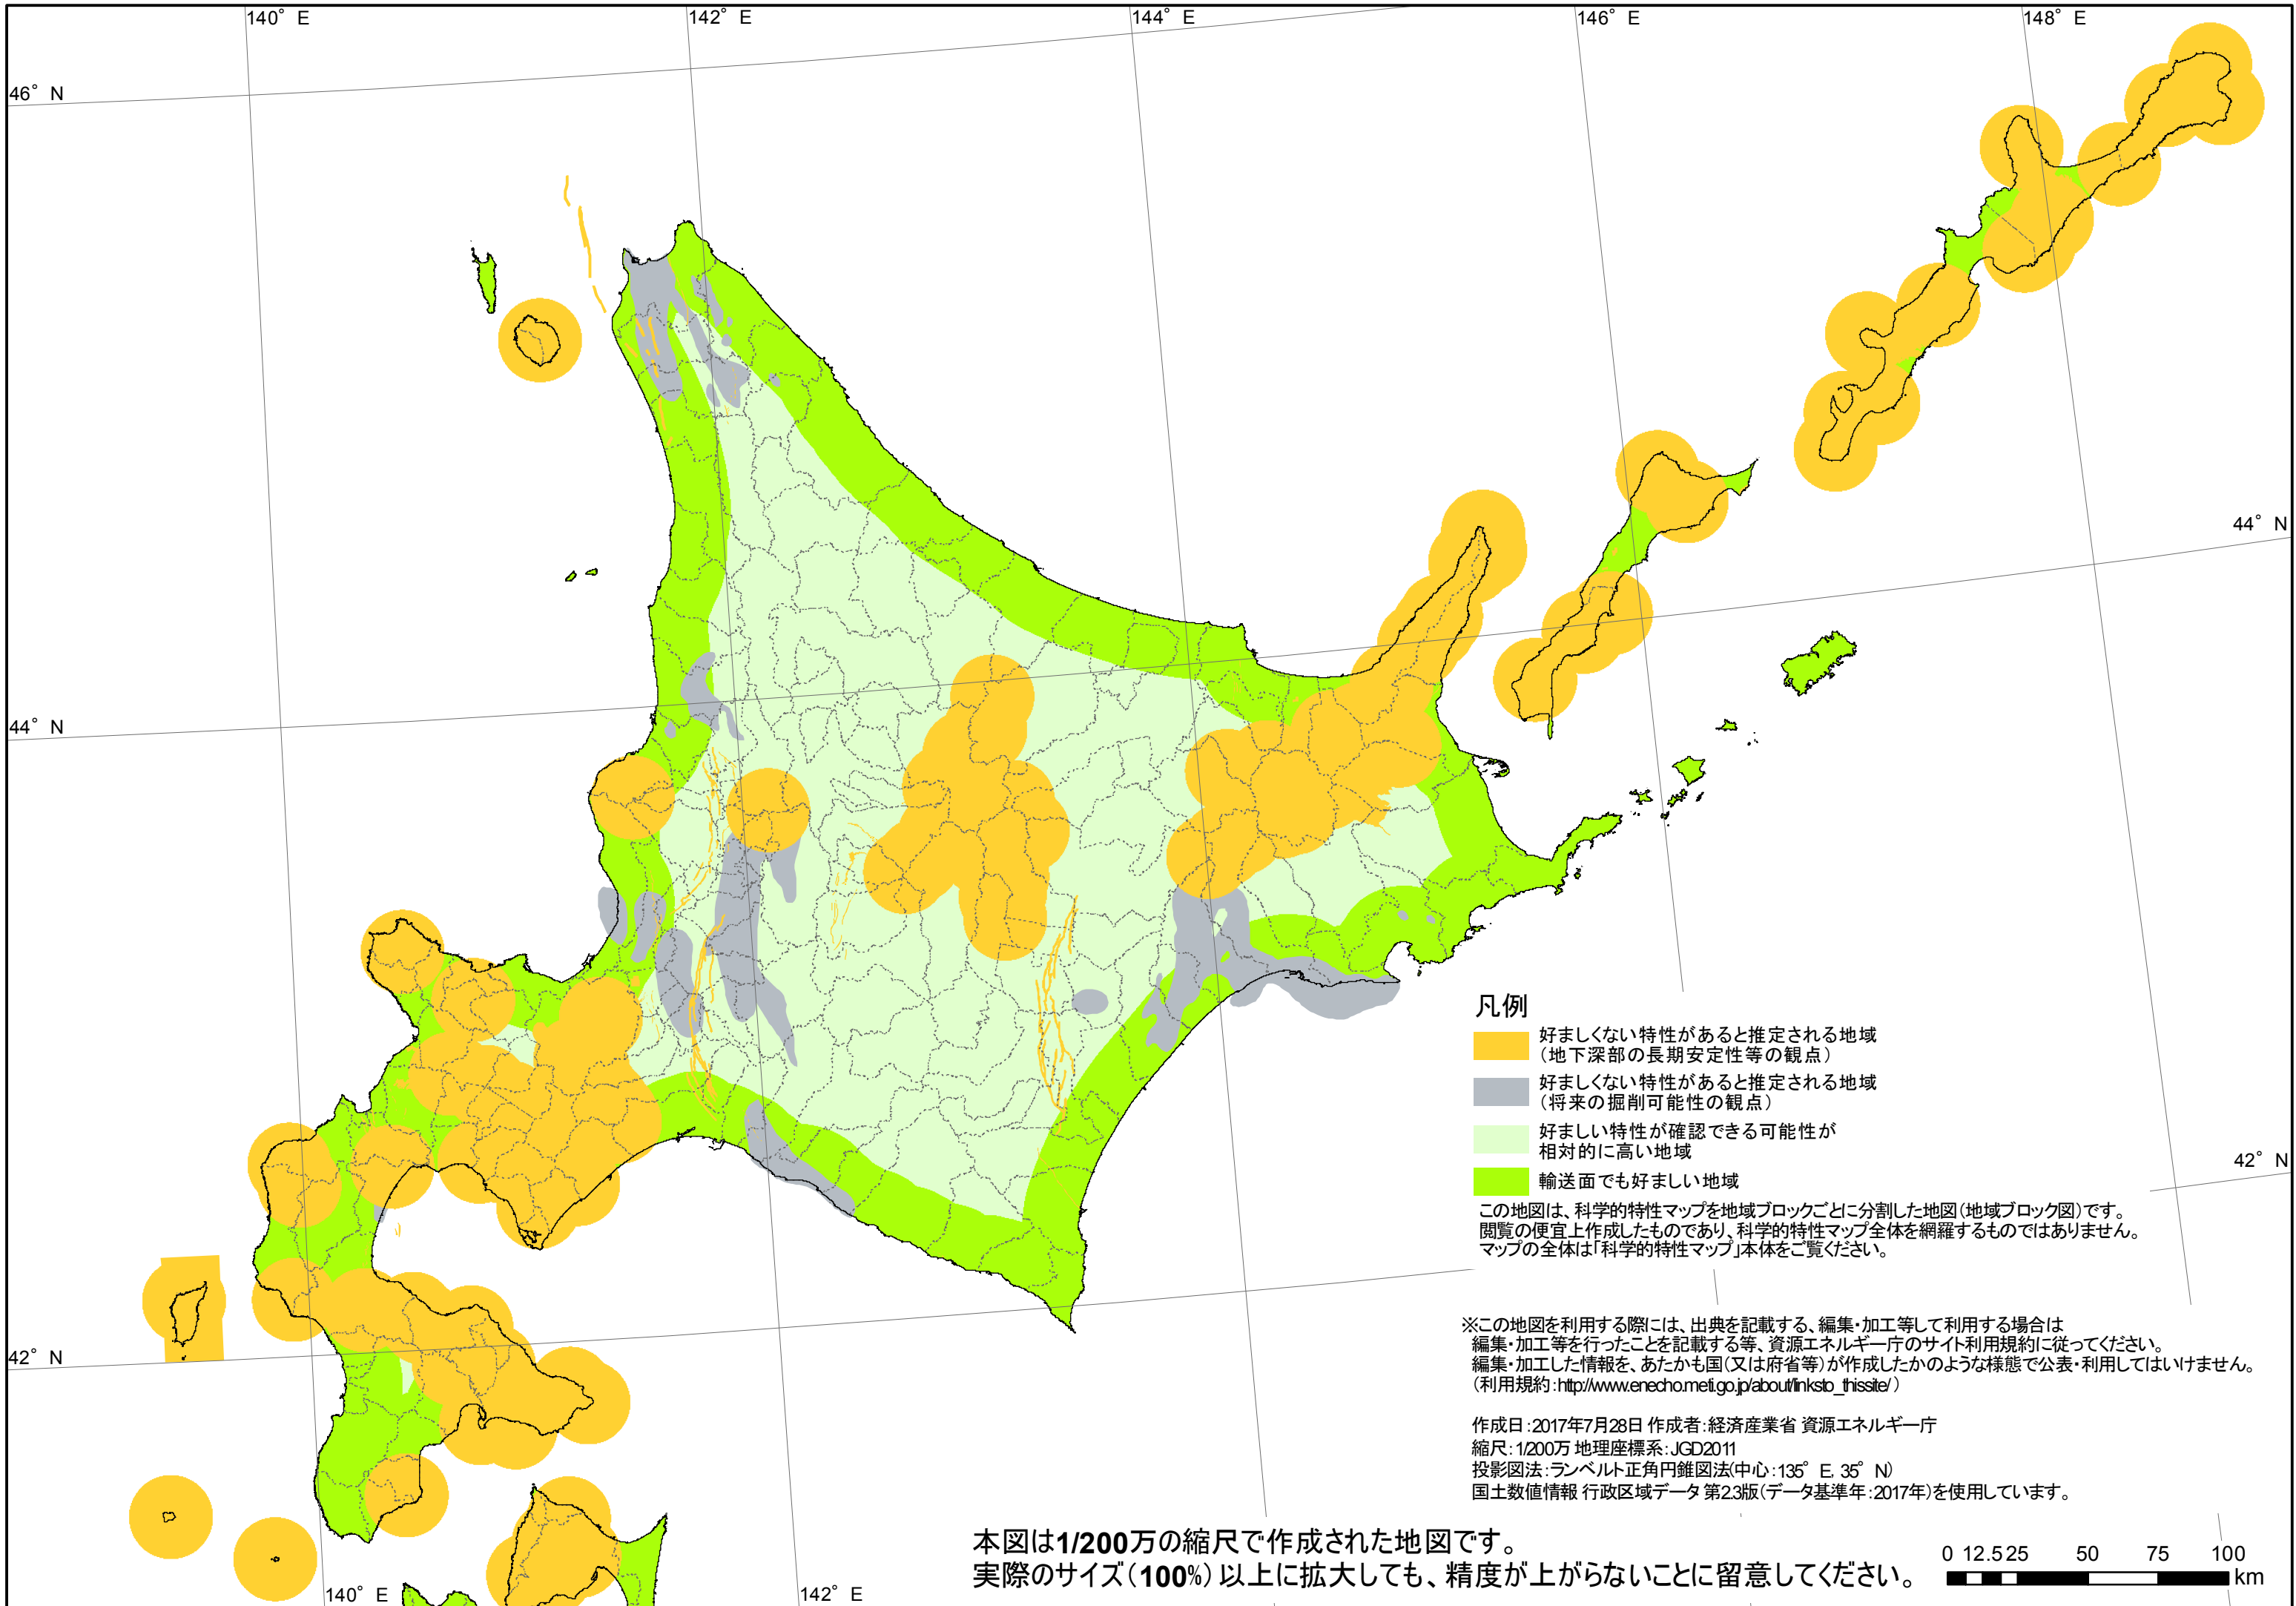 140° E
142° E
144° E
146° E
148° E
46° N
44° N
44° N
42° N
42° N
凡例
好ましくない特性があると推定される地域
（地下深部の長期安定性等の観点）
好ましくない特性があると推定される地域
（将来の掘削可能性の観点）
好ましい特性が確認できる可能性が
相対的に高い地域
輸送面でも好ましい地域
この地図は、科学的特性マップを地域ブロックごとに分割した地図（地域ブロック図）です。
閲覧の便宜上作成したものであり、科学的特性マップ全体を網羅するものではありません。
マップの全体は「科学的特性マップ」本体をご覧ください。
※この地図を利用する際には、出典を記載する、編集・加工等して利用する場合は
編集・加工等を行ったことを記載する等、資源エネルギー庁のサイト利用規約に従ってください。
編集・加工した情報を、あたかも国（又は府省等）が作成したかのような様態で公表・利用してはいけません。
（利用規約：http://www.enecho.meti.go.jp/about/linksto_thissite/）
作成日：2017年7月28日 作成者：経済産業省 資源エネルギー庁
縮尺：1/200万 地理座標系：JGD2011
投影図法：ランベルト正角円錐図法（中心：135° E, 35° N）
国土数値情報 行政区域データ 第2.3版（データ基準年：2017年）を使用しています。
本図は1/200万の縮尺で作成された地図です。
実際のサイズ（100%）以上に拡大しても、精度が上がらないことに留意してください。
0 12.5 25 50 75 100
km
140° E
142° E